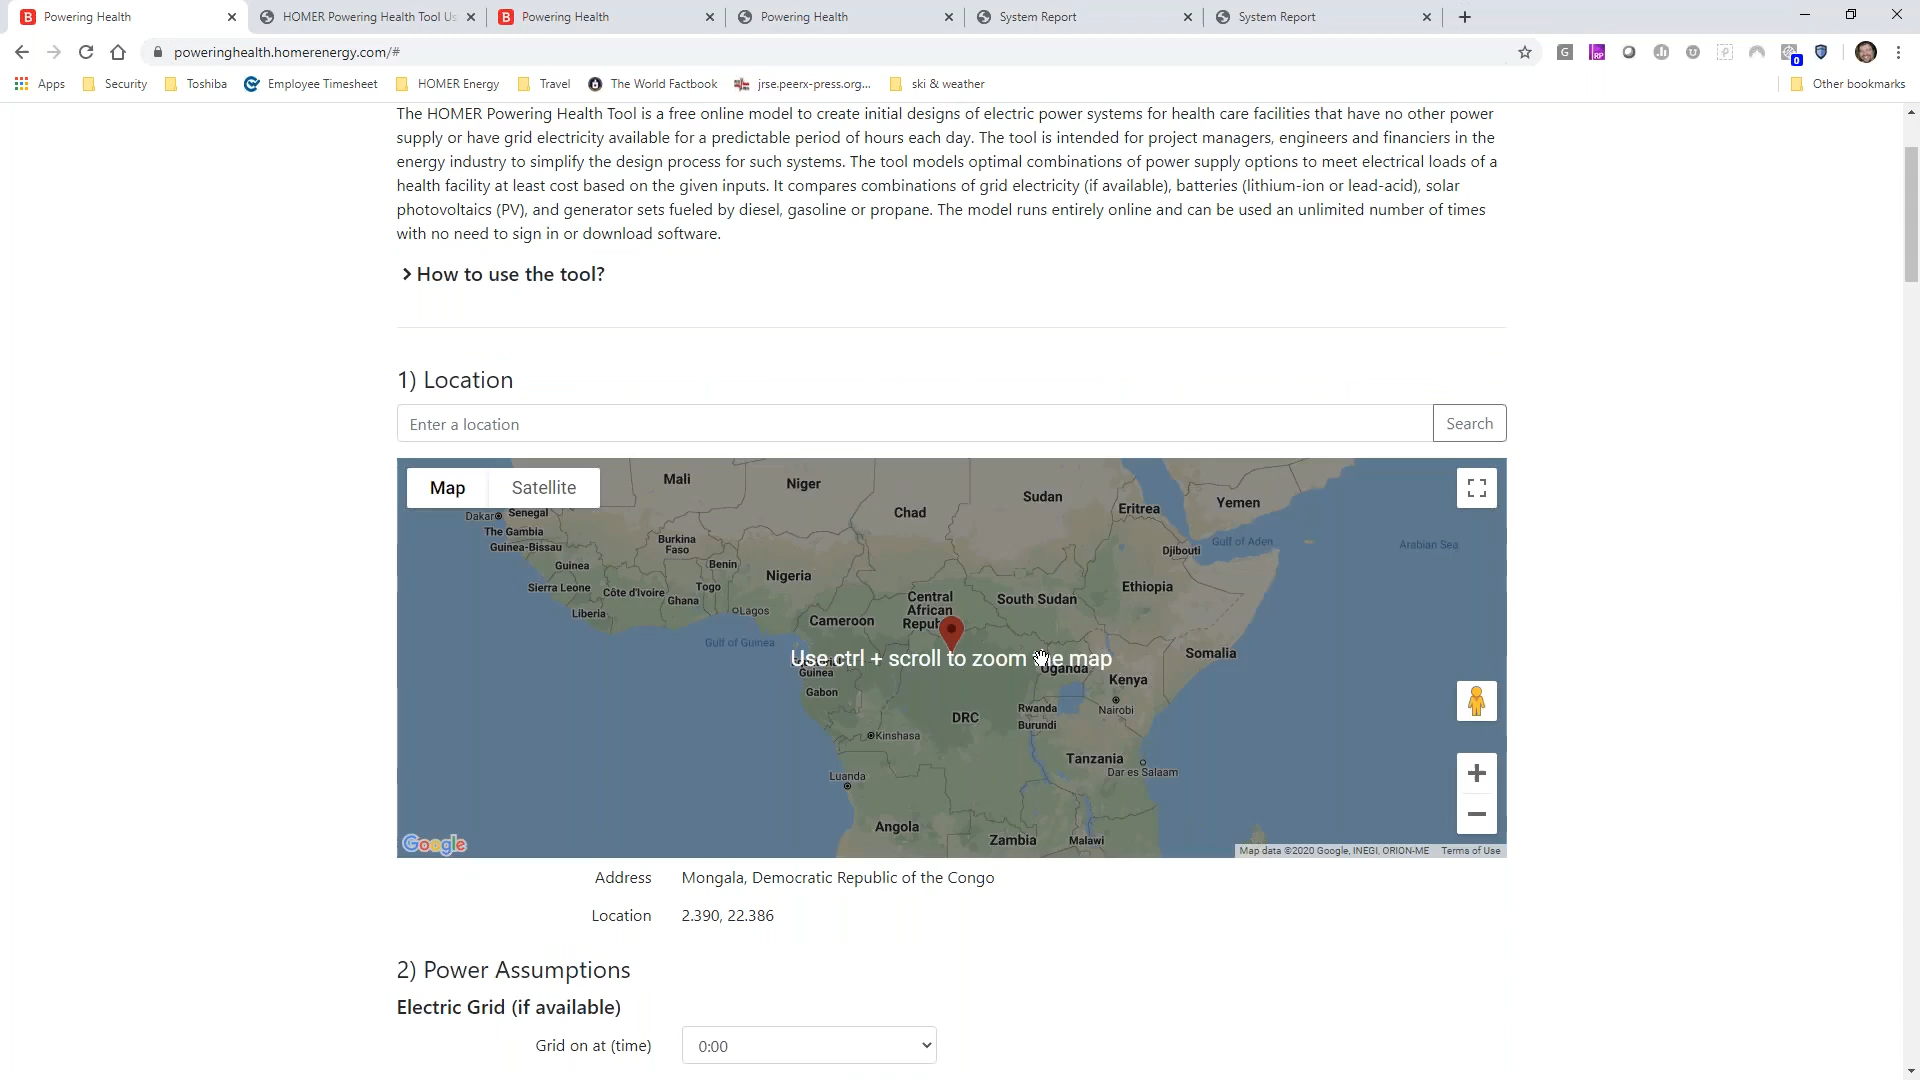 Powering Health
HOMER Powering Health Tool Us
Powering Health
Powering Health
System Report
System Report
poweringhealth.homerenergy.com/#
Apps
Security
Toshiba
Employee Timesheet
HOMER Energy
Travel
The World Factbook
jrse.peerx-press.org...
ski & weather
Other bookmarks
The HOMER Powering Health Tool is a free online model to create initial designs of electric power systems for health care facilities that have no other power
supply or have grid electricity available for a predictable period of hours each day. The tool is intended for project managers, engineers and financiers in the
energy industry to simplify the design process for such systems. The tool models optimal combinations of power supply options to meet electrical loads of a
health facility at least cost based on the given inputs. It compares combinations of grid electricity (if available), batteries (lithium-ion or lead-acid), solar
photovoltaics (PV), and generator sets fueled by diesel, gasoline or propane. The model runs entirely online and can be used an unlimited number of times
with no need to sign in or download software.
How to use the tool?
1) Location
Enter a location
Search
Map
Satellite
Mali
Niger
Chad
Sudan
Eritrea
Yemen
Dakar
Senegal
The Gambia
Guinea-Bissau
Burkina
Faso
Djibouti
Gulf of Aden
Arabian Sea
Guinea
Benin
Nigeria
Sierra Leone
Côte d'Ivoire
Togo
Ghana
Ethiopia
Liberia
Lagos
Central
African
Cameroon
South Sudan
Gulf of Guinea
Somalia
Use ctrl + scroll to zoom the map
Guinea
Uganda
Kenya
Gabon
Rwanda
Burundi
Nairobi
DRC
Kinshasa
Tanzania
Dar es Salaam
Luanda
Angola
Zambia
Malawi
Google
Map data ©2020 Google, INEGI, ORION-ME
Terms of Use
Address
Mongala, Democratic Republic of the Congo
Location
2.390, 22.386
2) Power Assumptions
Electric Grid (if available)
Grid on at (time)
0:00